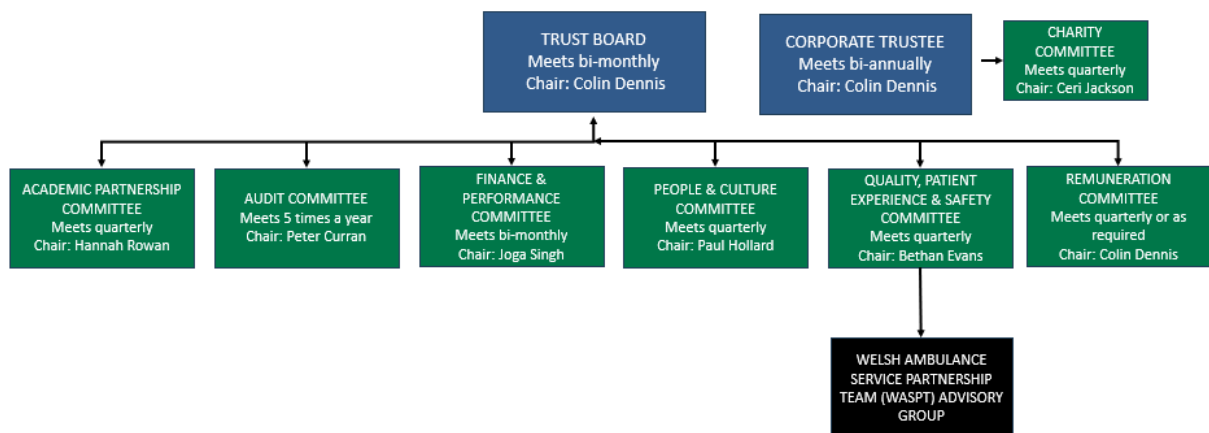 TRUST BOARD
Meets bi-monthly
Chair: Colin Dennis
CORPORATE TRUSTEE
Meets bi-annually
Chair: Colin Dennis
CHARITY
COMMITTEE
Meets quarterly
Chair: Ceri Jackson
ACADEMIC PARTNERSHIP
COMMITTEE
Meets quarterly
Chair: Hannah Rowan
AUDIT COMMITTEE
Meets 5 times a year
Chair: Peter Curran
FINANCE &
PERFORMANCE
COMMITTEE
Meets bi-monthly
Chair: Joga Singh
PEOPLE & CULTURE
COMMITTEE
Meets quarterly
Chair: Paul Hollard
QUALITY, PATIENT
EXPERIENCE & SAFETY
COMMITTEE
Meets quarterly
Chair: Bethan Evans
REMUNERATION
COMMITTEE
Meets quarterly or as
required
Chair: Colin Dennis
WELSH AMBULANCE
SERVICE PARTNERSHIP
TEAM (WASPT) ADVISORY
GROUP